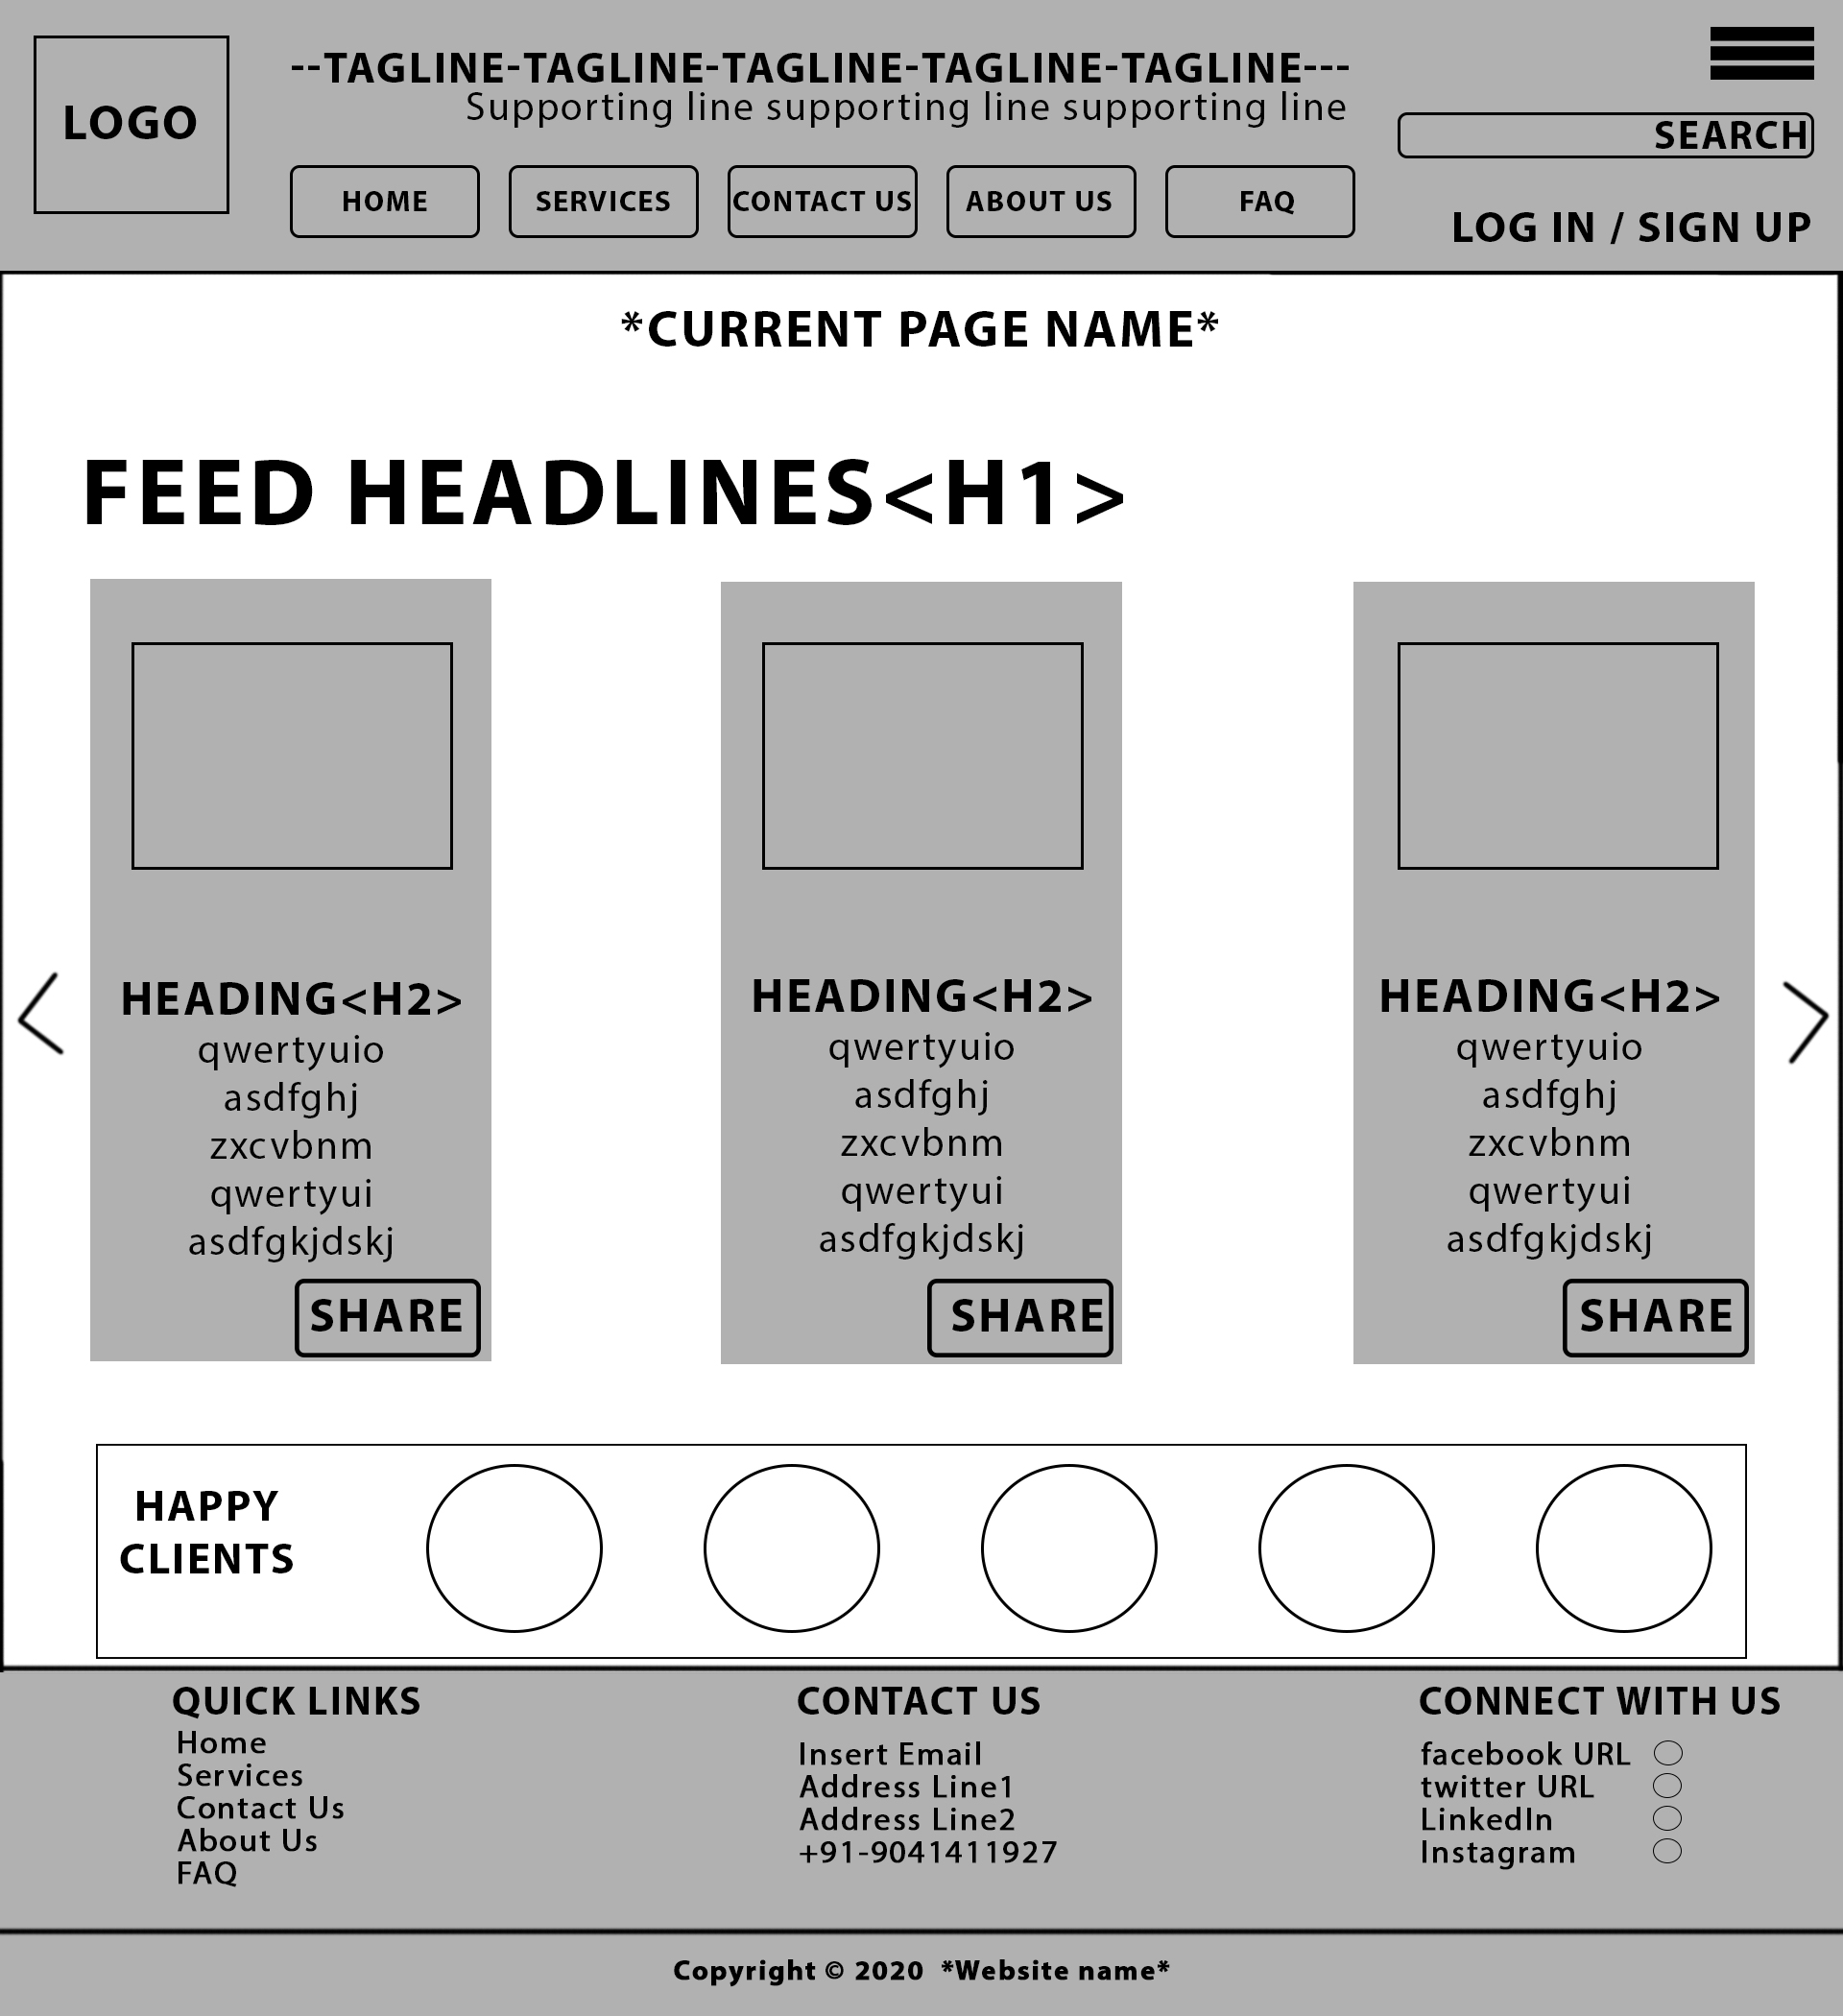 LOGO
--TAGLINE-TAGLINE-TAGLINE-TAGLINE-TAGLINE---
Supporting line supporting line supporting line
SEARCH
HOME
SERVICES
CONTACT US
ABOUT US
FAQ
LOG IN / SIGN UP
*CURRENT PAGE NAME*
FEED HEADLINES<H1>
HEADING<H2>
qwertyuio
asdfghj
zxcvbnm
qwertyui
asdfgkjdskj
SHARE
HEADING<H2>
qwertyuio
asdfghj
zxcvbnm
qwertyui
asdfgkjdskj
SHARE
HEADING<H2>
qwertyuio
asdfghj
zxcvbnm
qwertyui
asdfgkjdskj
SHARE
HAPPY
CLIENTS
QUICK LINKS
Home
Services
Contact Us
About Us
FAQ
CONTACT US
Insert Email
Address Line1
Address Line2
+91-9041411927
CONNECT WITH US
facebook URL
twitter URL
LinkedIn
Instagram
Copyright © 2020 *Website name*